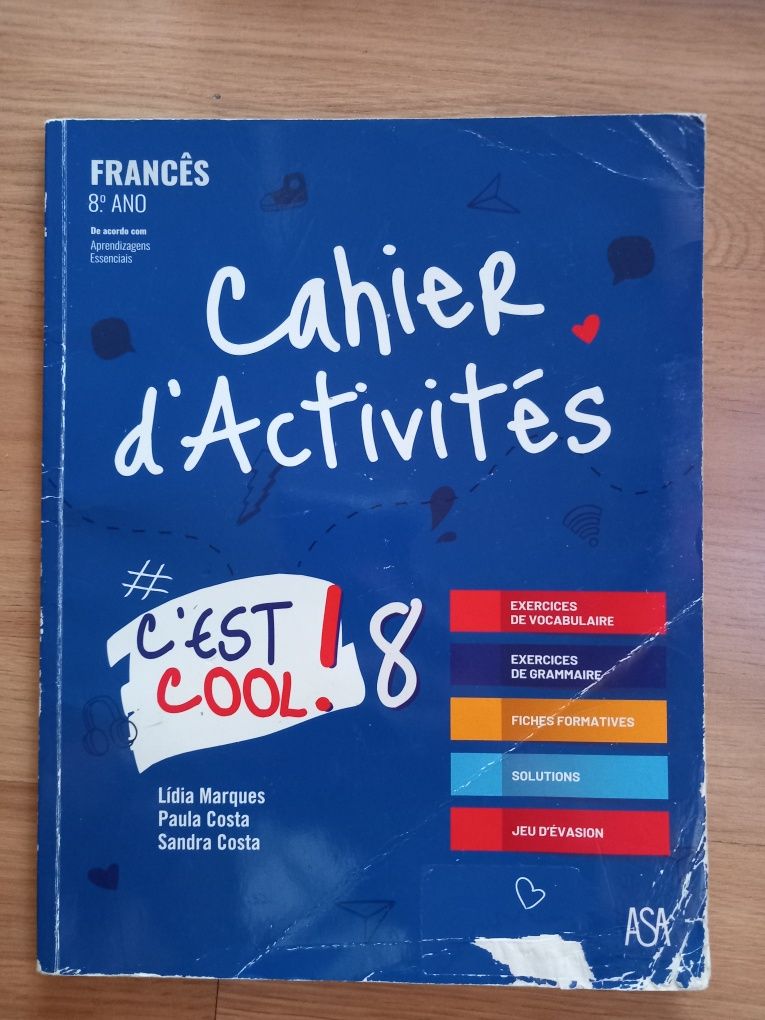 FRANCÊS
8.º ANO
De acordo com
Aprendizagens
Essenciais
Cahier
d'Activités
#
C'EST
COOL!
8
EXERCICES
DE VOCABULAIRE
EXERCICES
DE GRAMMAIRE
FICHES FORMATIVES
SOLUTIONS
JEU D'ÉVASION
Lídia Marques
Paula Costa
Sandra Costa
ASA